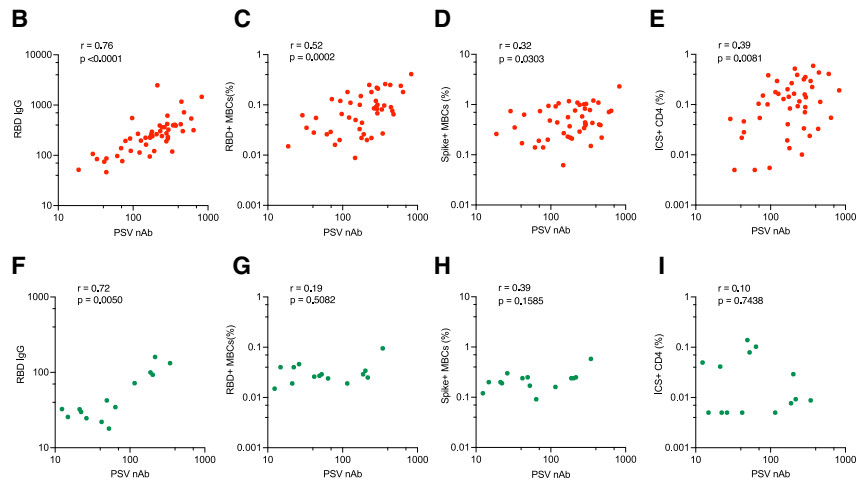 B
r = 0.76
p <0.0001
10000
1000
100
10
RBD IgG
10
100
1000
PSV nAb
C
r = 0.52
p = 0.0002
1
0.1
0.01
0.001
RBD+ MBCs(%)
10
100
1000
PSV nAb
D
r = 0.32
p = 0.0303
10
1
0.1
0.01
Spike+ MBCs (%)
10
100
1000
PSV nAb
E
r = 0.39
p = 0.0081
1
0.1
0.01
0.001
ICS+ CD4 (%)
10
100
1000
PSV nAb
F
r = 0.72
p = 0.0050
1000
100
10
RBD IgG
10
100
1000
PSV nAb
G
r = 0.19
p = 0.5082
1
0.1
0.01
0.001
RBD+ MBCs(%)
10
100
1000
PSV nAb
H
r = 0.39
p = 0.1585
10
1
0.1
0.01
Spike+ MBCs (%)
10
100
1000
PSV nAb
I
r = 0.10
p = 0.7438
1
0.1
0.01
0.001
ICS+ CD4 (%)
10
100
1000
PSV nAb